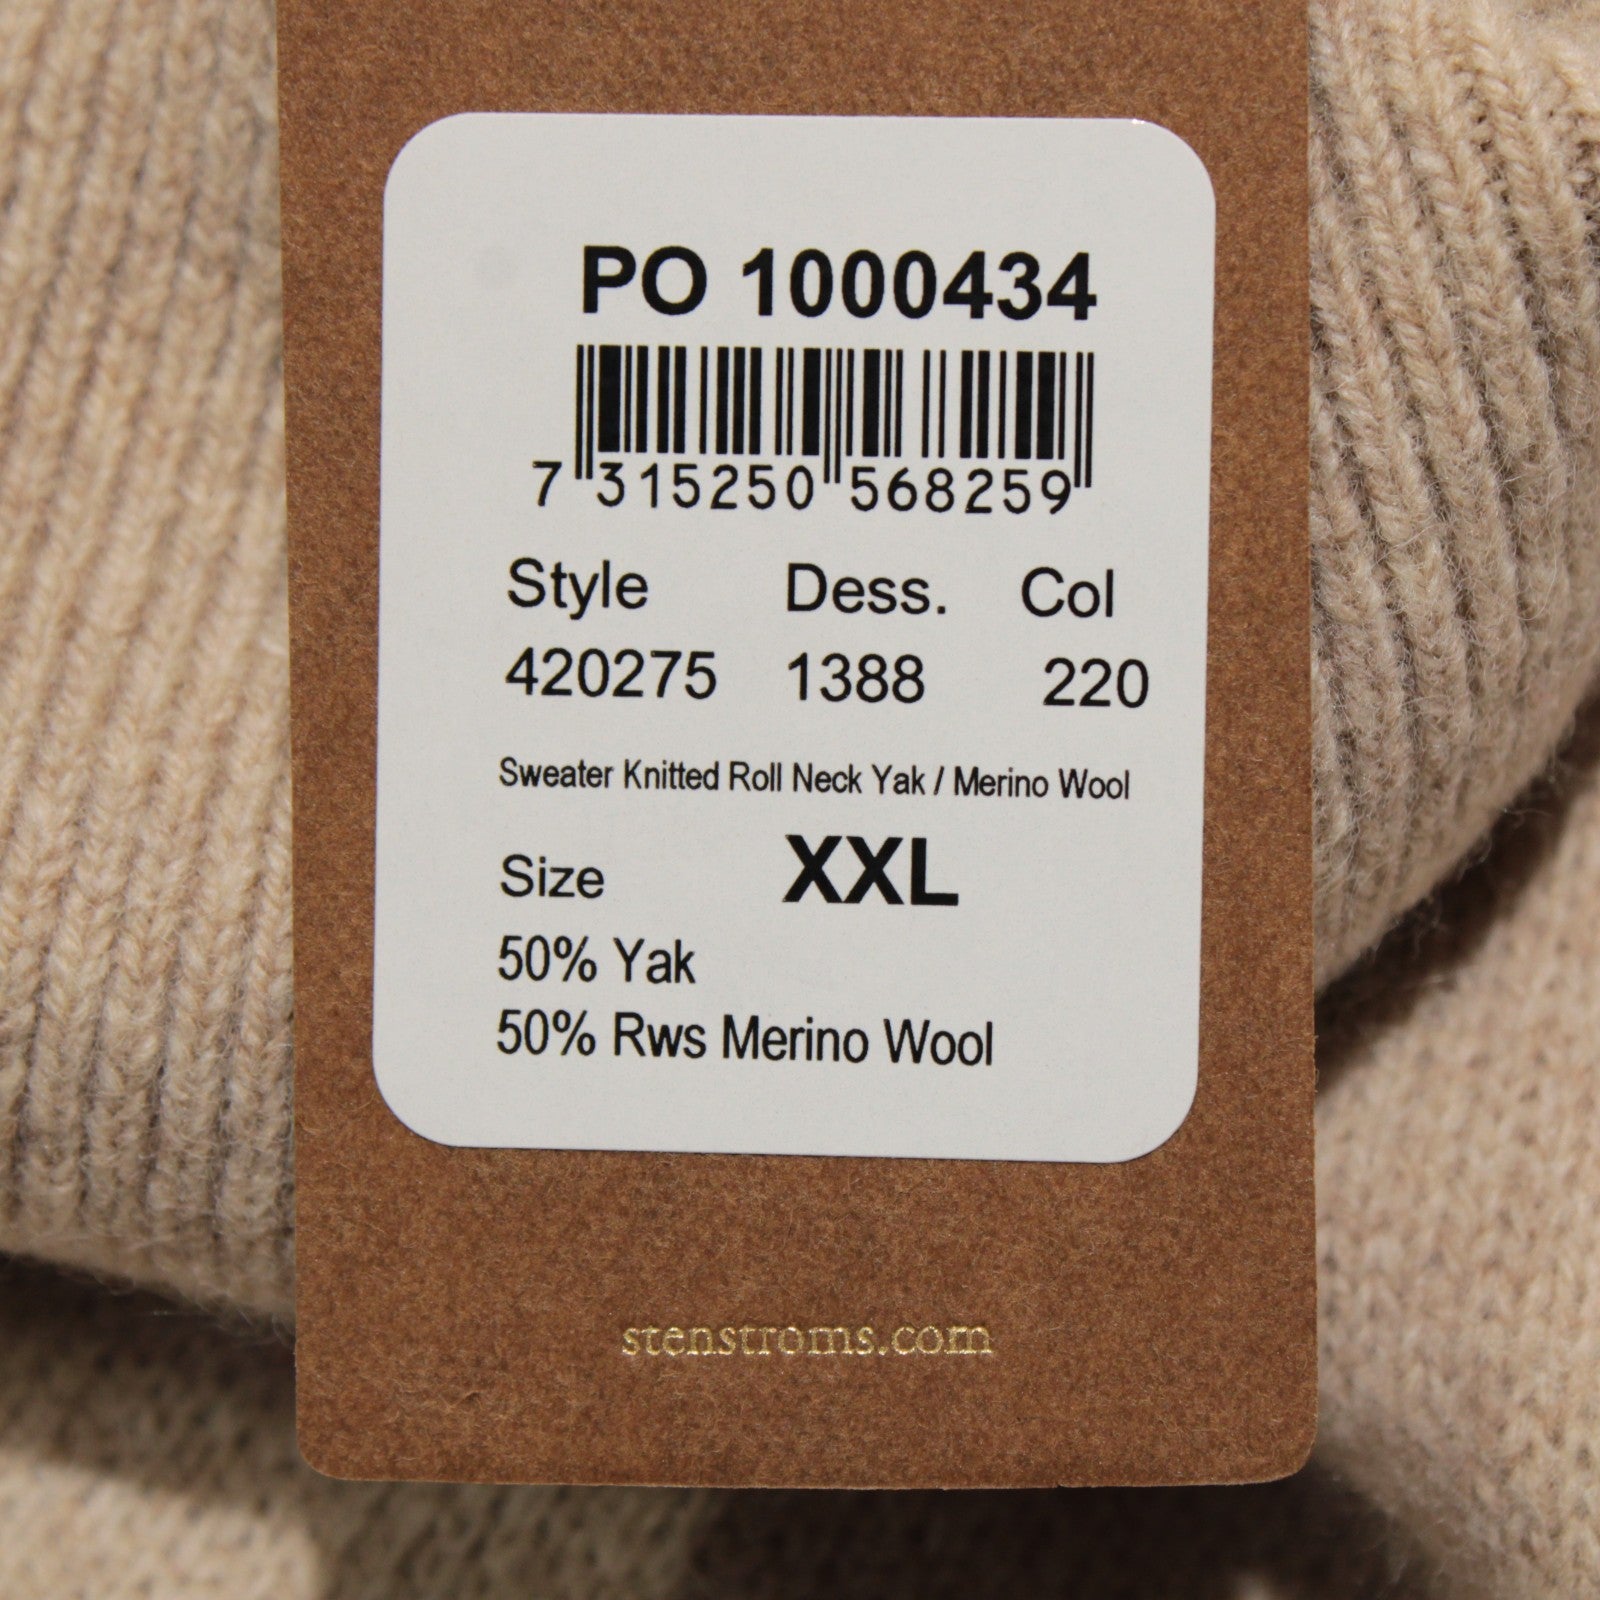 PO 1000434
7 315250 568259
Style Dess. Col
420275 1388 220
Sweater Knitted Roll Neck Yak / Merino Wool
Size XXL
50% Yak
50% Rws Merino Wool
stenstroms.com